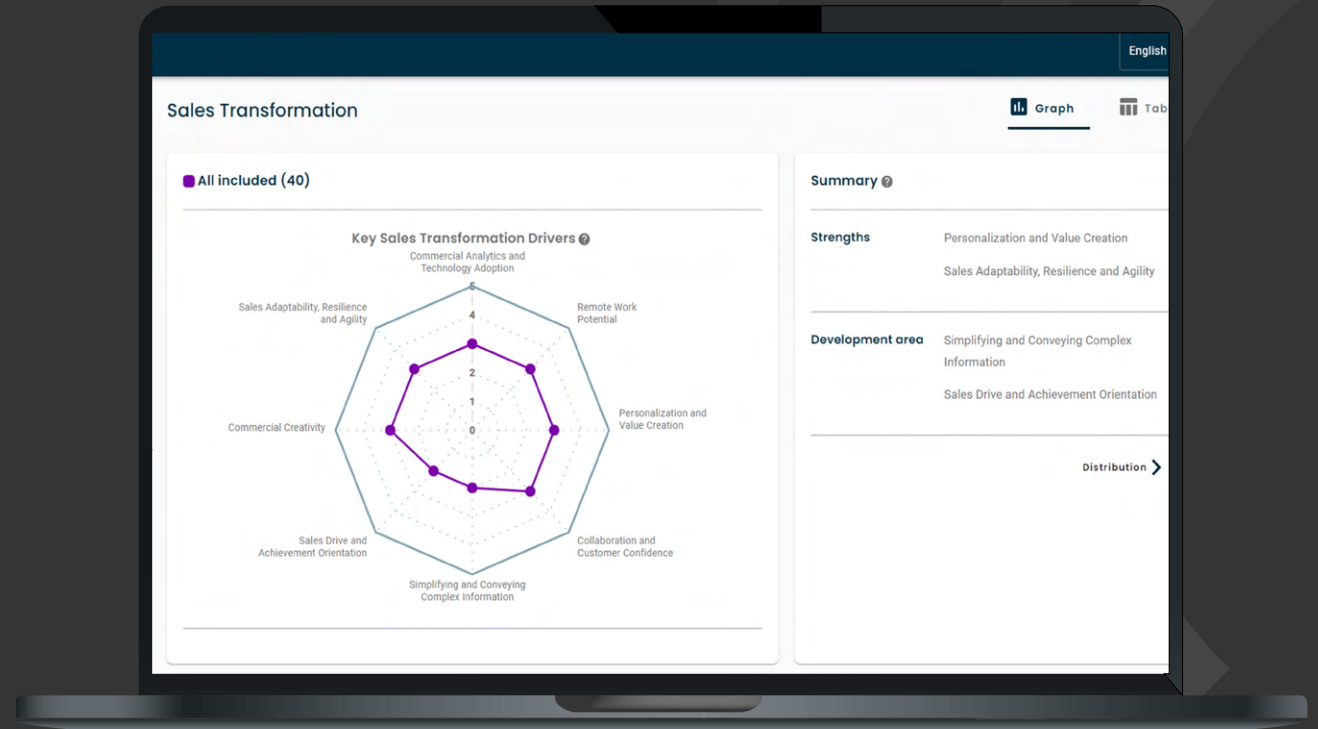 English
Sales Transformation
Graph
Tab
All included (40)
Key Sales Transformation Drivers
Commercial Analytics and
Technology Adoption
Sales Adaptability, Resilience
and Agility
Remote Work
Potential
Commercial Creativity
Personalization and
Value Creation
Sales Drive and
Achievement Orientation
Collaboration and
Customer Confidence
Simplifying and Conveying
Complex Information
5
4
2
1
0
Summary
Strengths
Personalization and Value Creation
Sales Adaptability, Resilience and Agility
Development area
Simplifying and Conveying Complex
Information
Sales Drive and Achievement Orientation
Distribution